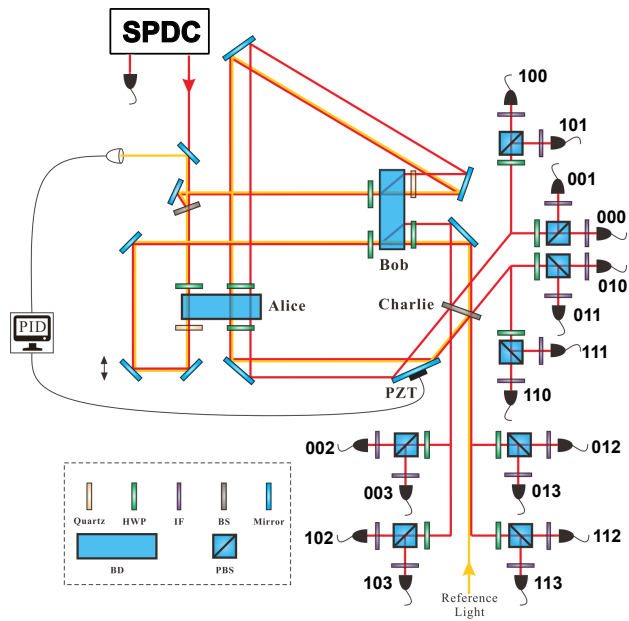 SPDC
100
101
001
000
010
011
111
110
Bob
Alice
Charlie
PID
PZT
002
003
012
013
102
103
112
113
Quartz
HWP
IF
BS
Mirror
BD
PBS
Reference
Light